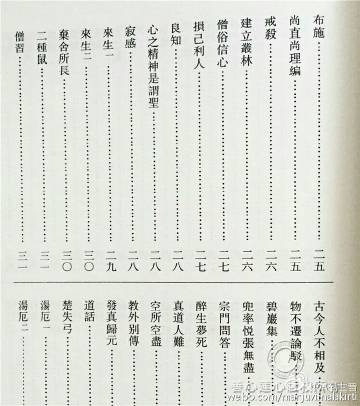 布施……二五
尚直尚理编……二五
戒殺……二六
建立叢林……二六
僧俗信心……二七
損己利人……二七
良知……二八
心之精神是謂聖……二八
寂感……二八
來生一……二九
來生二……三〇
棄舍所長……三〇
二種鼠……三一
僧習……三一
古今人不相及
物不遷論駁
碧巖集
兜率悅張無盡
宗門問答
醉生夢死
真道人難
空所空盡
教外别傳
發真歸元
道話
楚失弓
湯厄一
湯厄二